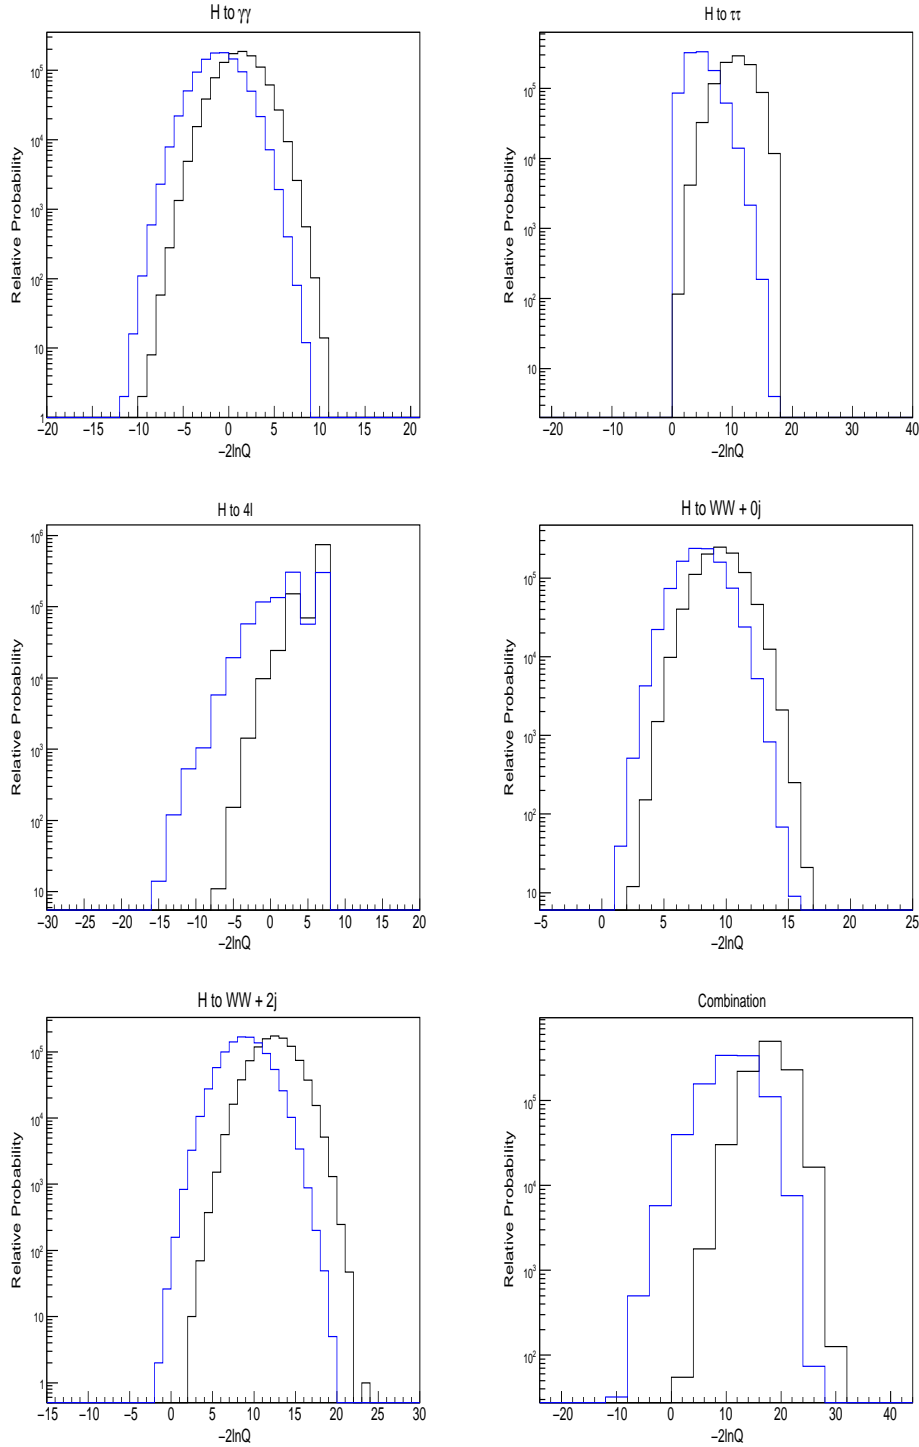 H to γγ
Relative Probability
10⁵
10⁴
10³
10²
10
1
−20 −15 −10 −5 0 5 10 15 20
−2lnQ
H to ττ
Relative Probability
10⁵
10⁴
10³
10²
10
−20 −10 0 10 20 30 40
−2lnQ
H to 4l
Relative Probability
10⁶
10⁵
10⁴
10³
10²
10
−30 −25 −20 −15 −10 −5 0 5 10 15 20
−2lnQ
H to WW + 0j
Relative Probability
10⁵
10⁴
10³
10²
10
−5 0 5 10 15 20 25
−2lnQ
H to WW + 2j
Relative Probability
10⁵
10⁴
10³
10²
10
1
−15 −10 −5 0 5 10 15 20 25 30
−2lnQ
Combination
Relative Probability
10⁵
10⁴
10³
10²
−20 −10 0 10 20 30 40
−2lnQ